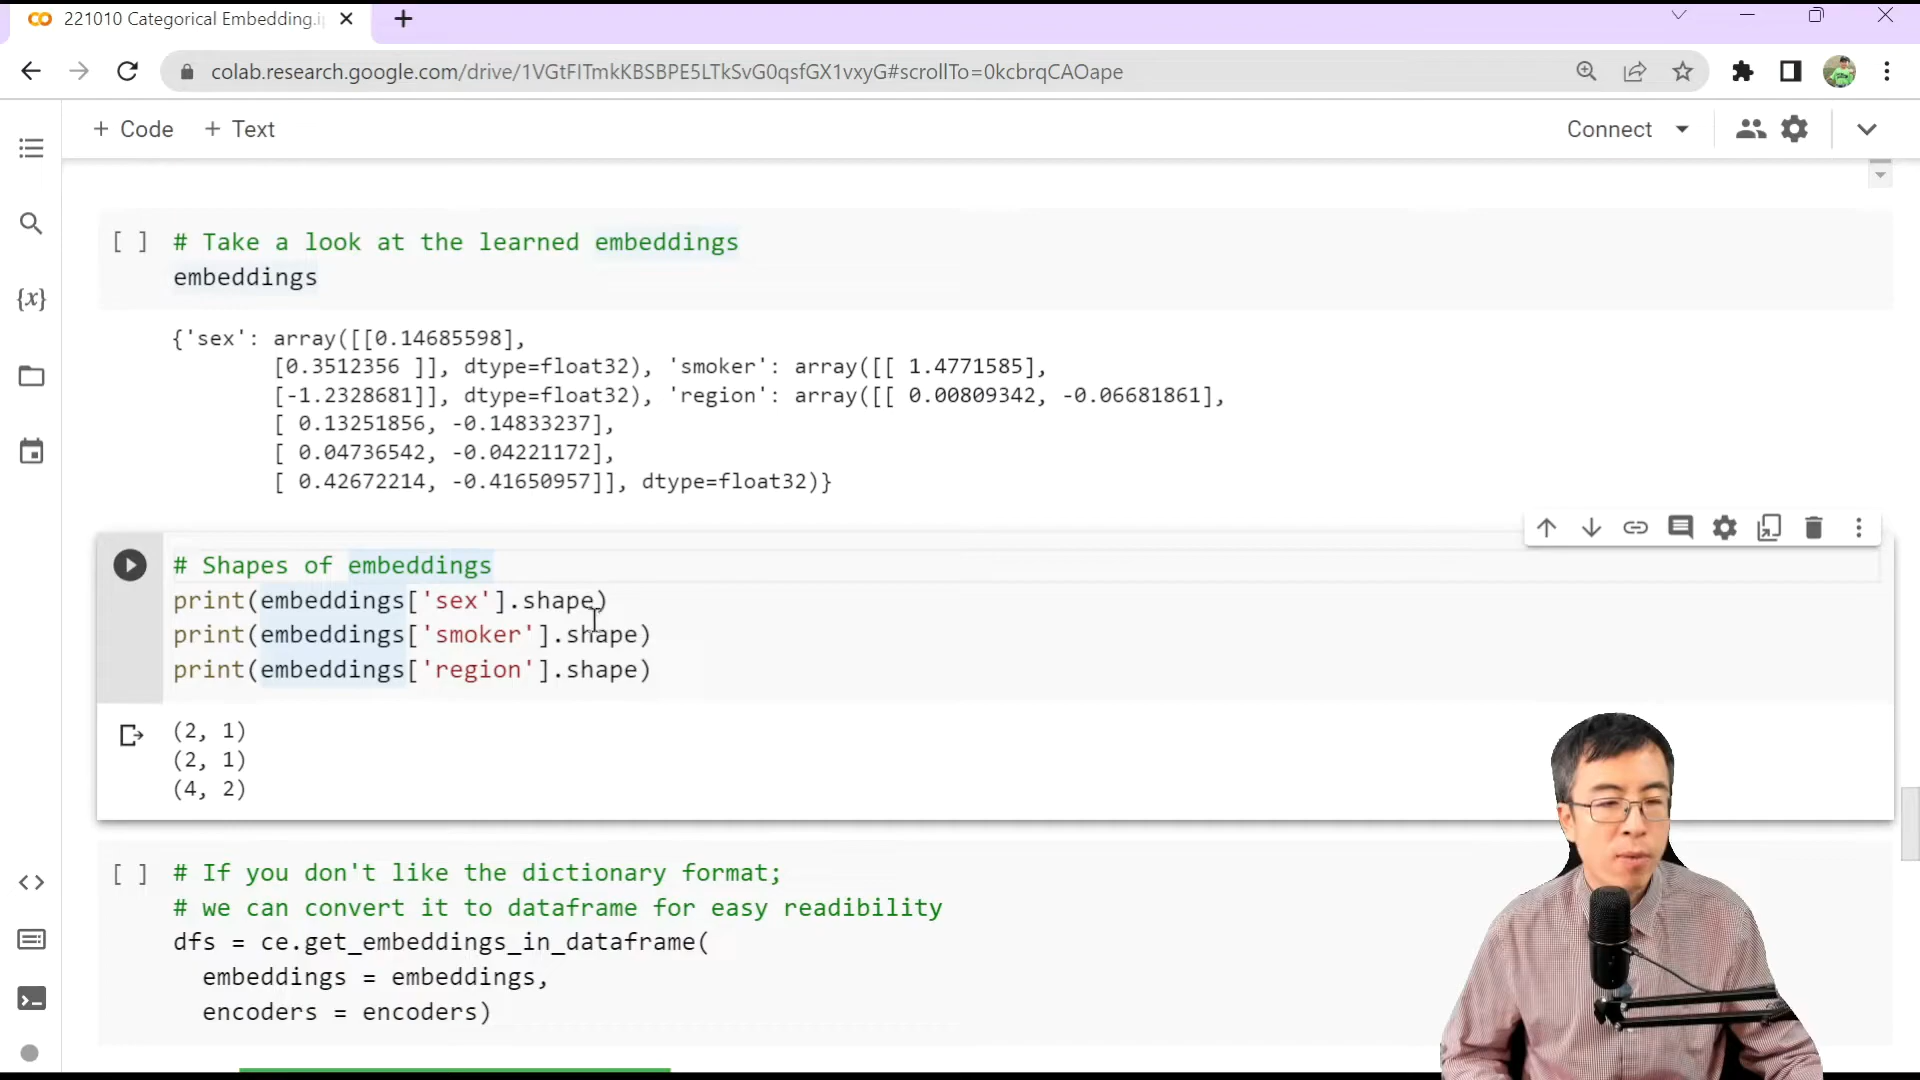 221010 Categorical Embedding.i
colab.research.google.com/drive/1VGtFITmkKBSBPE5LTkSvG0qsfGX1vxyG#scrollTo=0kcbrqCAOape
+ Code + Text
Connect
[ ] # Take a look at the learned embeddings
embeddings
{'sex': array([[0.14685598],
[0.3512356 ]], dtype=float32), 'smoker': array([[ 1.4771585],
[-1.2328681]], dtype=float32), 'region': array([[ 0.00809342, -0.06681861],
[ 0.13251856, -0.14833237],
[ 0.04736542, -0.04221172],
[ 0.42672214, -0.41650957]], dtype=float32)}
# Shapes of embeddings
print(embeddings['sex'].shape)
print(embeddings['smoker'].shape)
print(embeddings['region'].shape)
(2, 1)
(2, 1)
(4, 2)
[ ] # If you don't like the dictionary format;
# we can convert it to dataframe for easy readibility
dfs = ce.get_embeddings_in_dataframe(
embeddings = embeddings,
encoders = encoders)